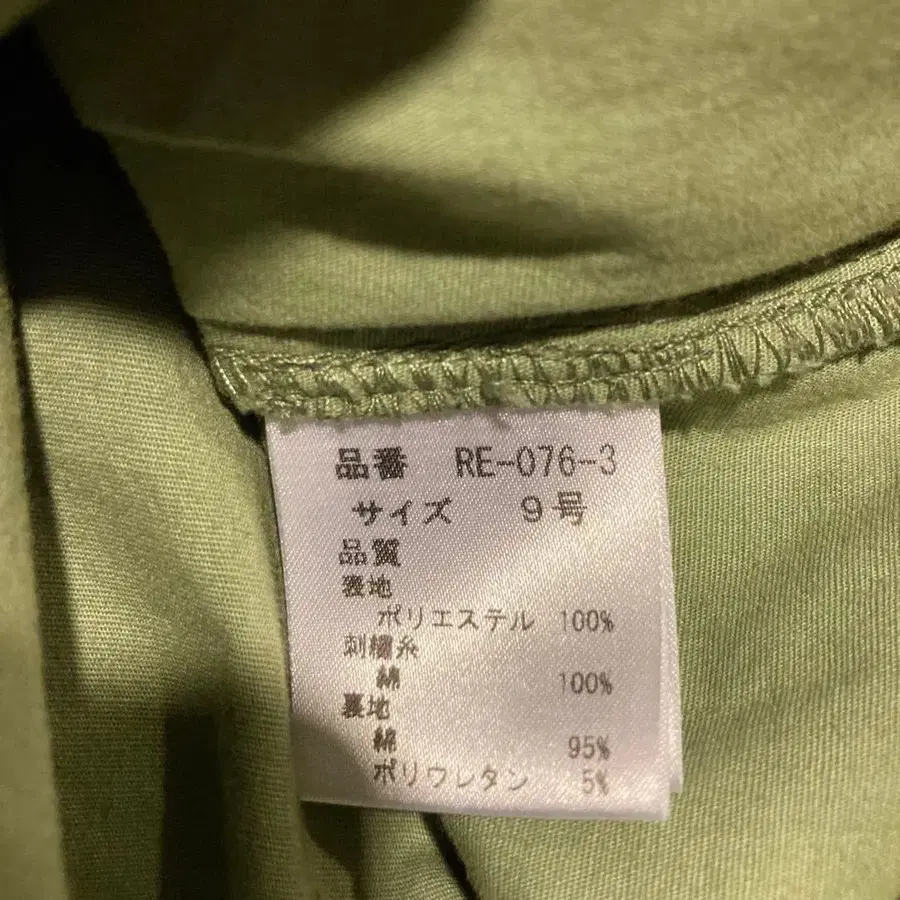 品番 RE-076-3
サイズ 9号
品質
表地
ポリエステル 100%
刺繍糸
綿 100%
裏地
綿 95%
ポリウレタン 5%